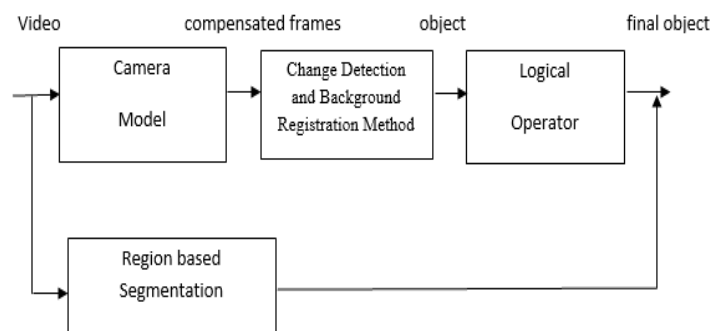 Video
compensated frames
object
final object
Camera
Model
Change Detection
and Background
Registration Method
Logical
Operator
Region based
Segmentation